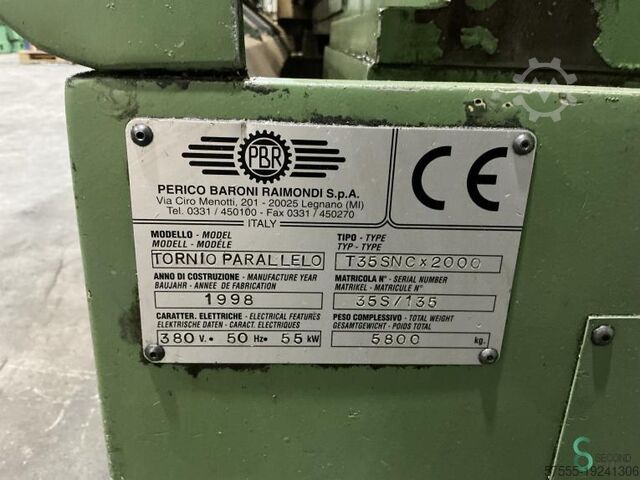 PBR
CE
PERICO BARONI RAIMONDI S.p.A.
Via Ciro Menotti, 201 - 20025 Legnano (MI)
Tel. 0331 / 450100 - Fax 0331 / 450270
ITALY
MODELLO - MODEL
MODELL - MODÈLE
TORNIO PARALLELO
TIPO - TYPE
TYP - TYPE
T35SNC x 2000
ANNO DI COSTRUZIONE - MANUFACTURE YEAR
BAUJAHR - ANNEE DE FABRICATION
1998
MATRICOLA N° - SERIAL NUMBER
MATRIKEL - MATRICULE N°
35S/135
CARATTER. ELETTRICHE - ELECTRICAL FEATURES
ELEKTRISCHE DATEN - CARACT. ELECTRIQUES
380 V. • 50 Hz • 55 kW
PESO COMPLESSIVO - TOTAL WEIGHT
GESAMTGEWICHT - POIDS TOTAL
5800 kg.
SECOND
57555-19241306